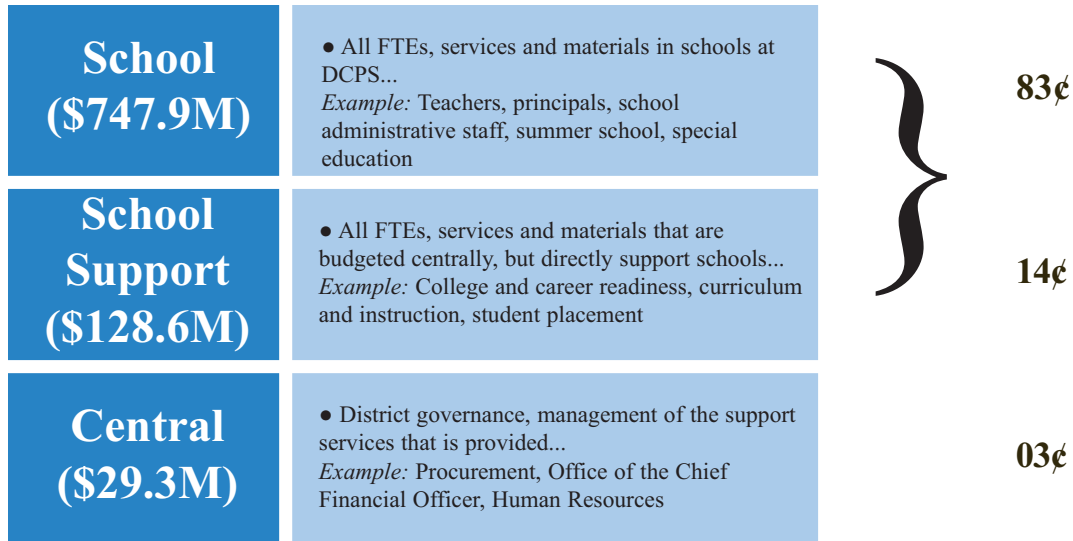 School
($747.9M)
● All FTEs, services and materials in schools at
DCPS...
Example: Teachers, principals, school
administrative staff, summer school, special
education
83¢
School
Support
($128.6M)
● All FTEs, services and materials that are
budgeted centrally, but directly support schools...
Example: College and career readiness, curriculum
and instruction, student placement
14¢
Central
($29.3M)
● District governance, management of the support
services that is provided...
Example: Procurement, Office of the Chief
Financial Officer, Human Resources
03¢